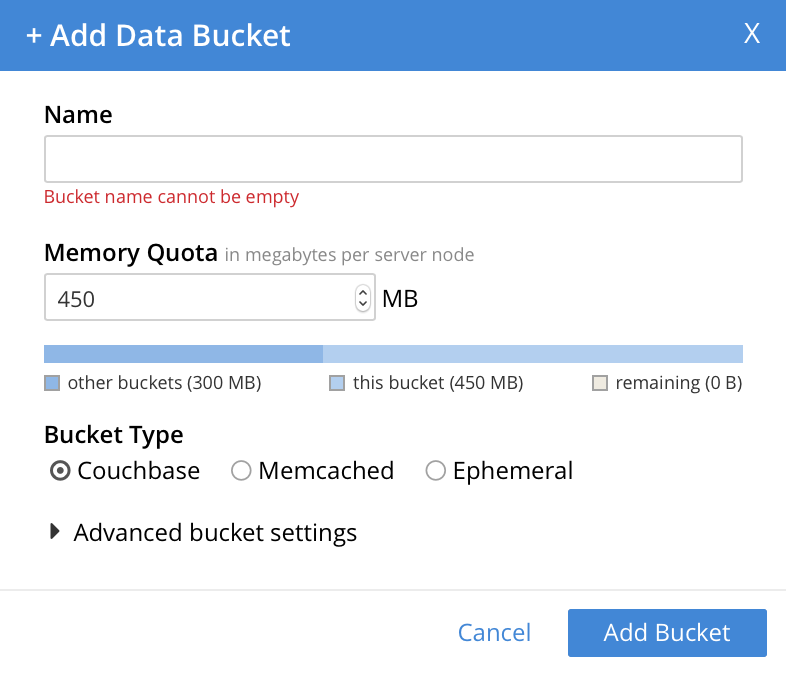 + Add Data Bucket X
Name
Bucket name cannot be empty
Memory Quota in megabytes per server node
450 MB
other buckets (300 MB) this bucket (450 MB) remaining (0 B)
Bucket Type
Couchbase Memcached Ephemeral
Advanced bucket settings
Cancel Add Bucket